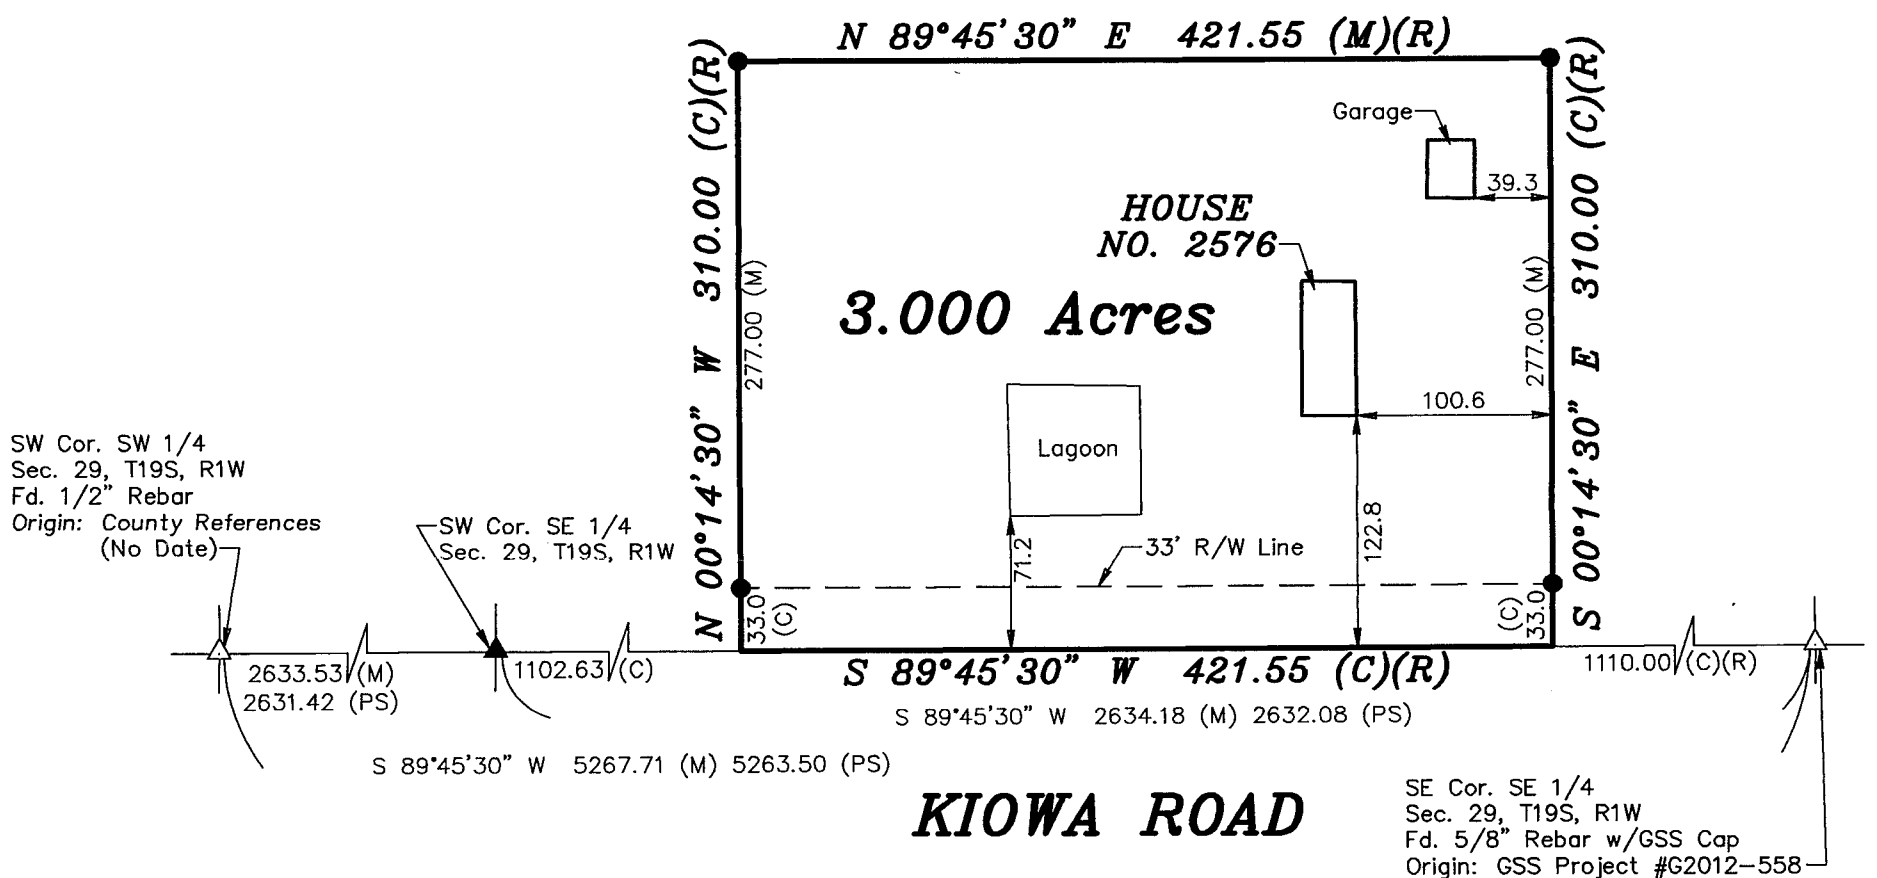 N 89°45'30" E 421.55 (M)(R)
N 00°14'30" W 310.00 (C)(R)
S 00°14'30" E 310.00 (C)(R)
Garage
39.3
HOUSE
NO. 2576
277.00 (M)
277.00 (M)
3.000 Acres
100.6
Lagoon
122.8
71.2
33' R/W Line
33.0
(C)
(C)
33.0
SW Cor. SW 1/4
Sec. 29, T19S, R1W
Fd. 1/2" Rebar
Origin: County References
(No Date)
SW Cor. SE 1/4
Sec. 29, T19S, R1W
2633.53 (M)
2631.42 (PS)
1102.63 (C)
S 89°45'30" W 421.55 (C)(R)
1110.00 (C)(R)
S 89°45'30" W 2634.18 (M) 2632.08 (PS)
S 89°45'30" W 5267.71 (M) 5263.50 (PS)
KIOWA ROAD
SE Cor. SE 1/4
Sec. 29, T19S, R1W
Fd. 5/8" Rebar w/GSS Cap
Origin: GSS Project #G2012-558